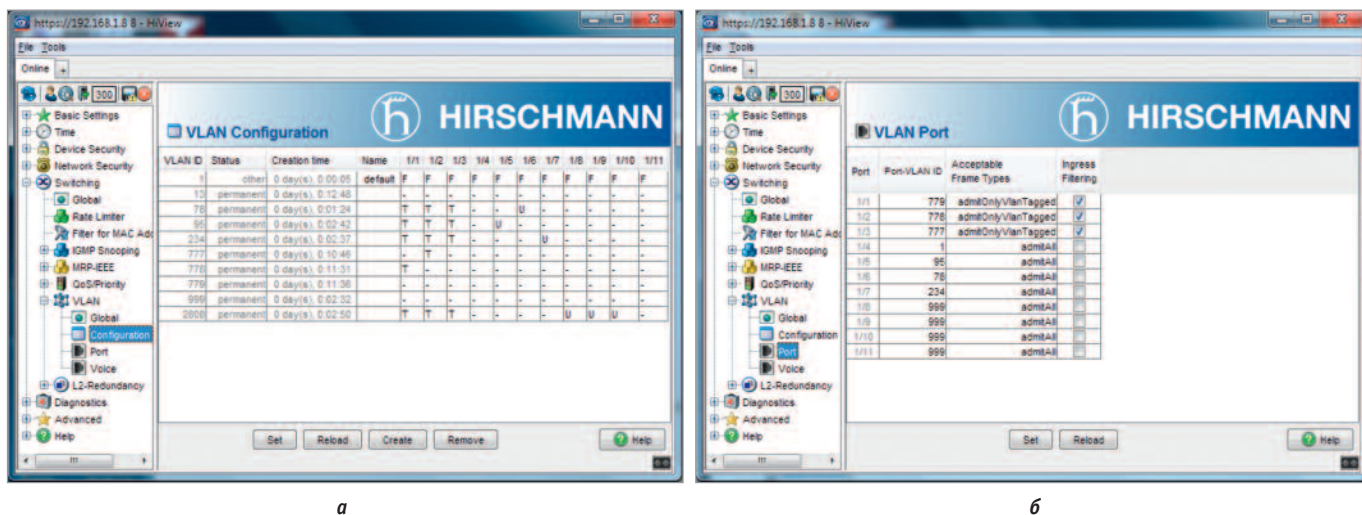 https://192.168.1.8 8 - HiView
File Tools
Online +
300
Basic Settings
Time
Device Security
Network Security
Switching
Global
Rate Limiter
Filter for MAC Add
IGMP Snooping
MRP-IEEE
QoS/Priority
VLAN
Global
Configuration
Port
Voice
L2-Redundancy
Diagnostics
Advanced
Help
VLAN Configuration
HIRSCHMANN
VLAN ID Status Creation time Name 1/1 1/2 1/3 1/4 1/5 1/6 1/7 1/8 1/9 1/10 1/11
1 other 0 day(s), 0:00:05 default F F F F F F F F F F F
13 permanent 0 day(s), 0:12:48 - - - - - - - - - - -
78 permanent 0 day(s), 0:01:24 T T T - - U - - - - -
95 permanent 0 day(s), 0:02:42 T T T - U - - - - - -
234 permanent 0 day(s), 0:02:37 T T T - - - U - - - -
777 permanent 0 day(s), 0:10:46 - T - - - - - - - - -
778 permanent 0 day(s), 0:11:31 T - - - - - - - - - -
779 permanent 0 day(s), 0:11:36 - - - - - - - - - - -
999 permanent 0 day(s), 0:02:32 - - - - - - - - - - -
2808 permanent 0 day(s), 0:02:50 T T T - - - - U U U -
Set Reload Create Remove Help
а
https://192.168.1.8 8 - HiView
File Tools
Online +
300
Basic Settings
Time
Device Security
Network Security
Switching
Global
Rate Limiter
Filter for MAC Add
IGMP Snooping
MRP-IEEE
QoS/Priority
VLAN
Global
Configuration
Port
Voice
L2-Redundancy
Diagnostics
Advanced
Help
VLAN Port
HIRSCHMANN
Port Port-VLAN ID Acceptable Frame Types Ingress Filtering
1/1 779 admitOnlyVlanTagged
1/2 778 admitOnlyVlanTagged
1/3 777 admitOnlyVlanTagged
1/4 1 admitAll
1/5 95 admitAll
1/6 78 admitAll
1/7 234 admitAll
1/8 999 admitAll
1/9 999 admitAll
1/10 999 admitAll
1/11 999 admitAll
Set Reload Help
б